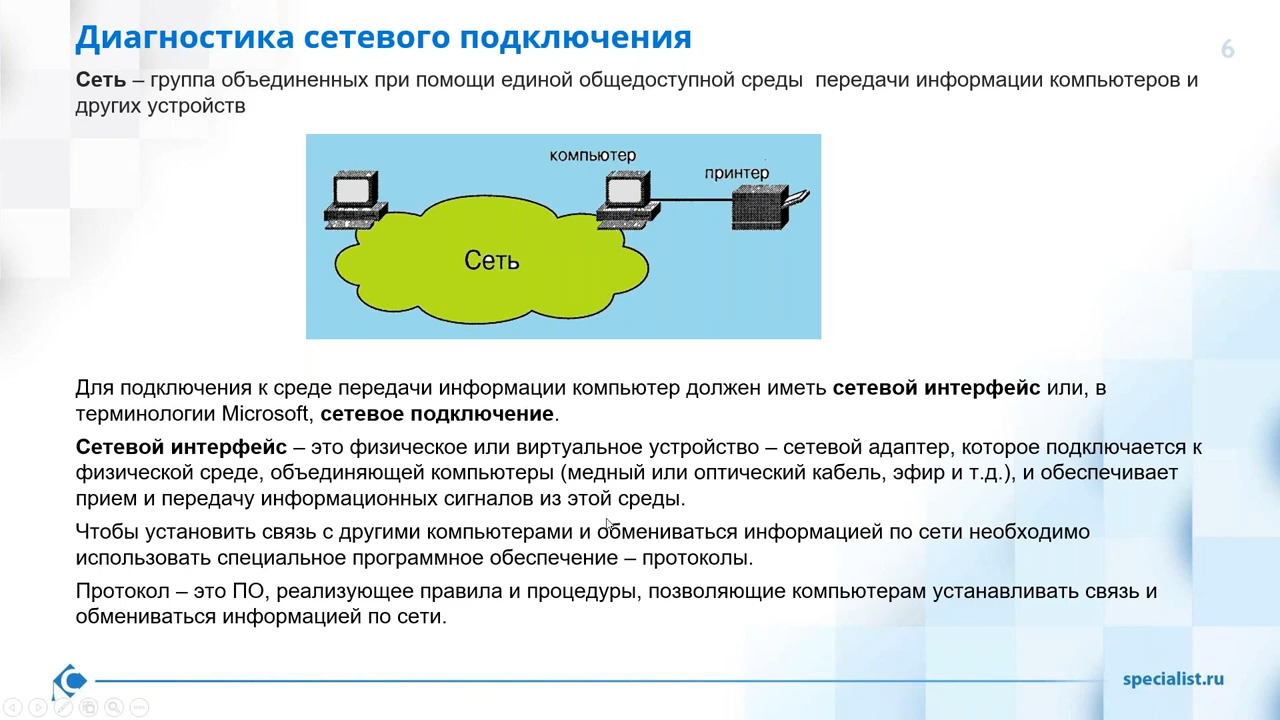 Диагностика сетевого подключения
6
Сеть – группа объединенных при помощи единой общедоступной среды передачи информации компьютеров и
других устройств
компьютер
принтер
Сеть
Для подключения к среде передачи информации компьютер должен иметь сетевой интерфейс или, в
терминологии Microsoft, сетевое подключение.
Сетевой интерфейс – это физическое или виртуальное устройство – сетевой адаптер, которое подключается к
физической среде, объединяющей компьютеры (медный или оптический кабель, эфир и т.д.), и обеспечивает
прием и передачу информационных сигналов из этой среды.
Чтобы установить связь с другими компьютерами и обмениваться информацией по сети необходимо
использовать специальное программное обеспечение – протоколы.
Протокол – это ПО, реализующее правила и процедуры, позволяющие компьютерам устанавливать связь и
обмениваться информацией по сети.
specialist.ru